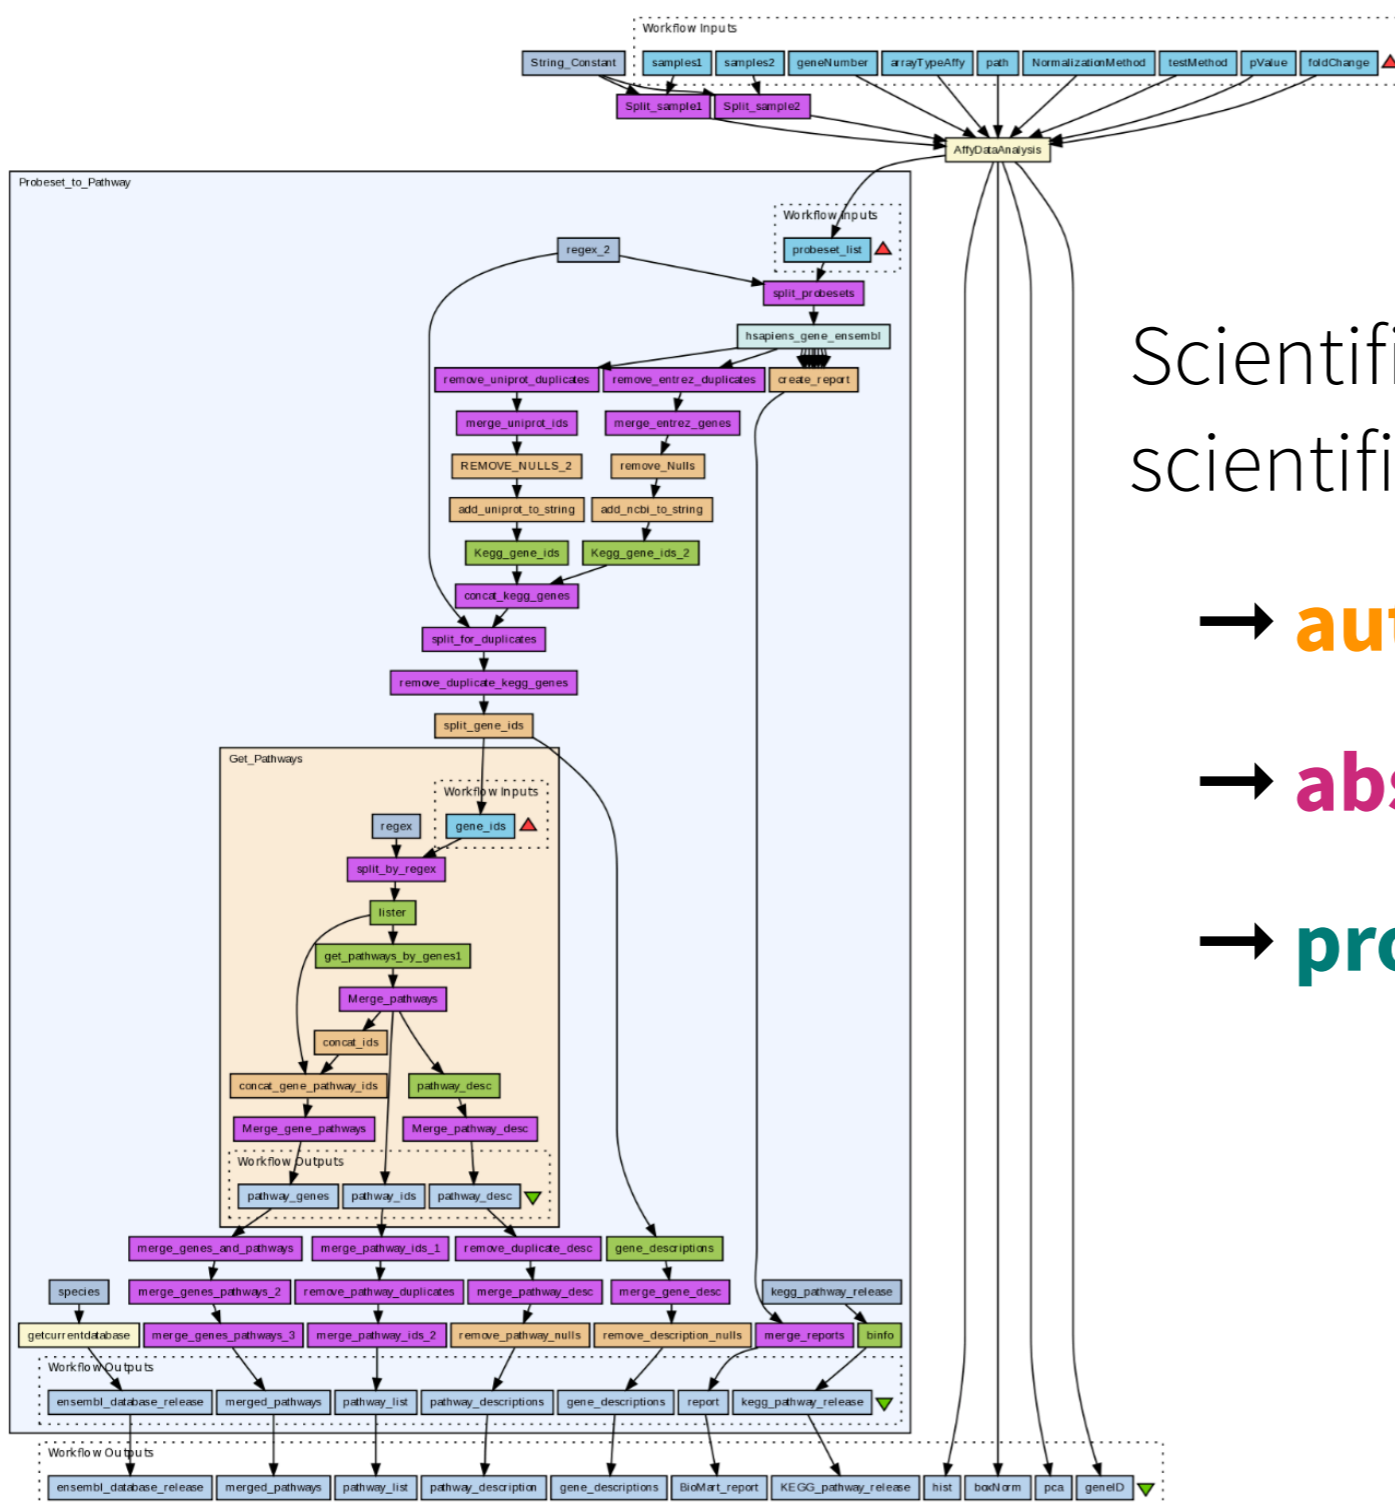 Workflow Inputs
String_Constant samples1 samples2 geneNumber arrayTypeAffy path NormalizationMethod testMethod pValue foldChange
Split_sample1 Split_sample2
AffyDataAnalysis
Probeset_to_Pathway
Workflow Inputs
regex_2 probeset_list
split_probesets
hsapiens_gene_ensembl
remove_uniprot_duplicates remove_entrez_duplicates create_report
merge_uniprot_ids merge_entrez_genes
REMOVE_NULLS_2 remove_Nulls
add_uniprot_to_string add_ncbi_to_string
Kegg_gene_ids Kegg_gene_ids_2
concat_kegg_genes
split_for_duplicates
remove_duplicate_kegg_genes
split_gene_ids
Get_Pathways
Workflow Inputs
regex gene_ids
split_by_regex
lister
get_pathways_by_genes1
Merge_pathways
concat_ids
concat_gene_pathway_ids pathway_desc
Merge_gene_pathways Merge_pathway_desc
Workflow Outputs
pathway_genes pathway_ids pathway_desc
merge_genes_and_pathways merge_pathway_ids_1 remove_duplicate_desc gene_descriptions
species merge_genes_pathways_2 remove_pathway_duplicates merge_pathway_desc merge_gene_desc kegg_pathway_release
getcurrentdatabase merge_genes_pathways_3 merge_pathway_ids_2 remove_pathway_nulls remove_description_nulls merge_reports binfo
Workflow Outputs
ensembl_database_release merged_pathways pathway_list pathway_descriptions gene_descriptions report kegg_pathway_release
Workflow Outputs
ensembl_database_release merged_pathways pathway_list pathway_description gene_descriptions BioMart_report KEGG_pathway_release hist boxNorm pca geneID
Scientifi
scientifi
→ aut
→ abs
→ pro